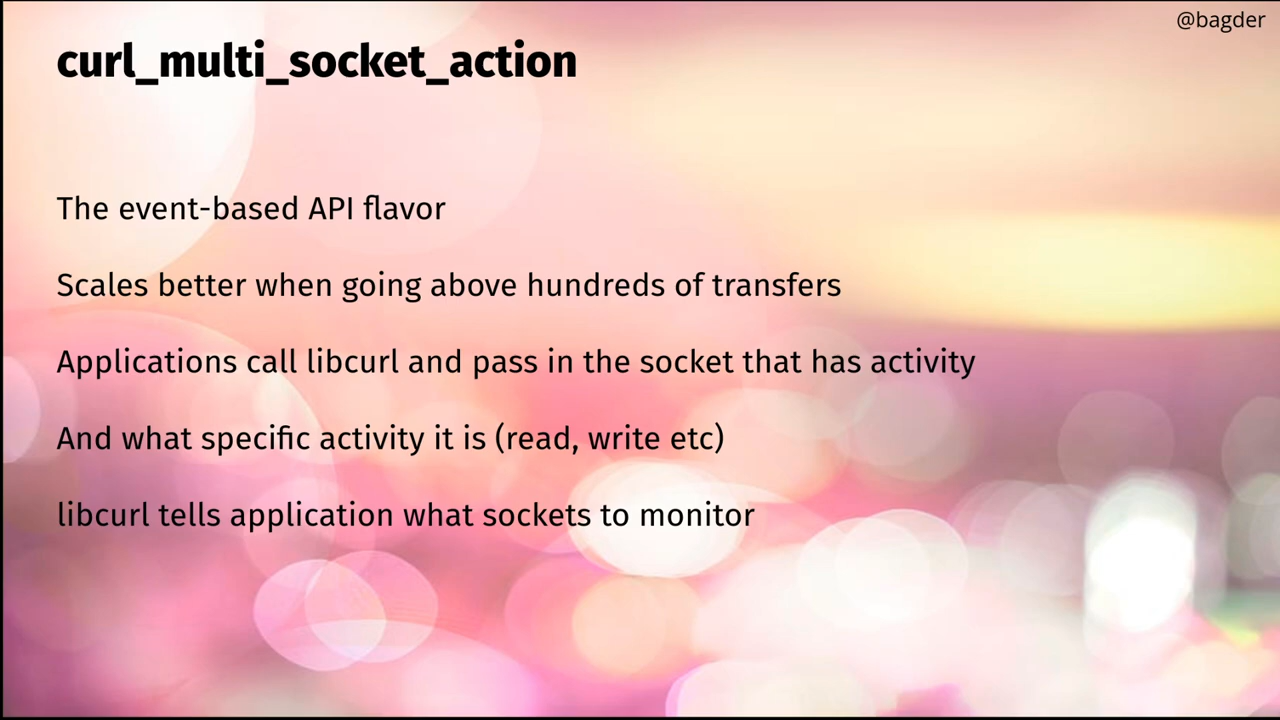 @bagder
curl_multi_socket_action
The event-based API flavor
Scales better when going above hundreds of transfers
Applications call libcurl and pass in the socket that has activity
And what specific activity it is (read, write etc)
libcurl tells application what sockets to monitor